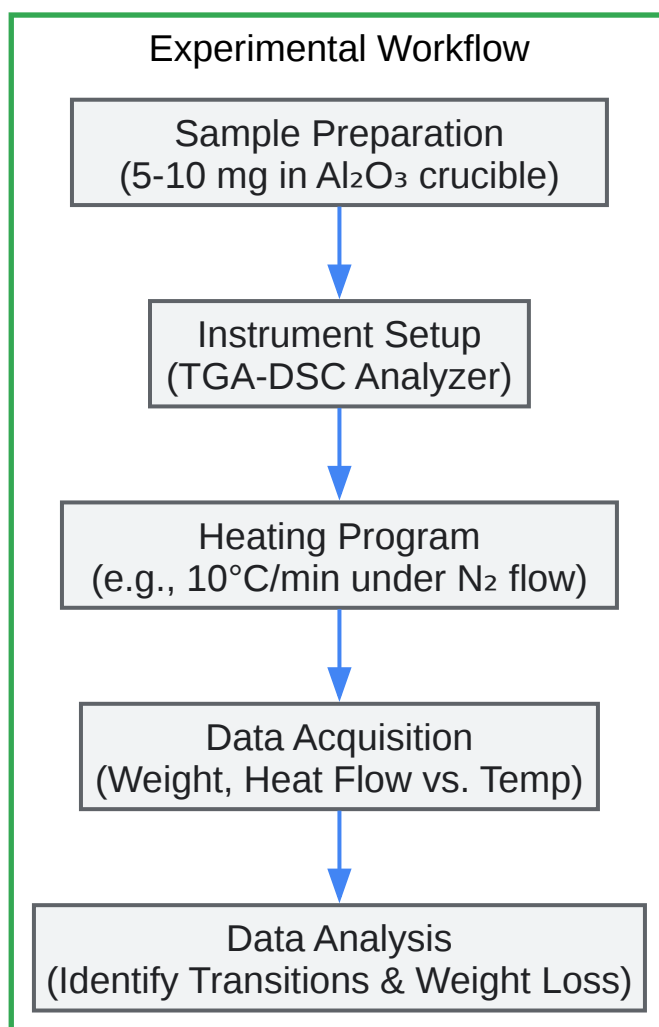 Experimental Workflow
Sample Preparation
(5-10 mg in Al₂O₃ crucible)
Instrument Setup
(TGA-DSC Analyzer)
Heating Program
(e.g., 10°C/min under N₂ flow)
Data Acquisition
(Weight, Heat Flow vs. Temp)
Data Analysis
(Identify Transitions & Weight Loss)